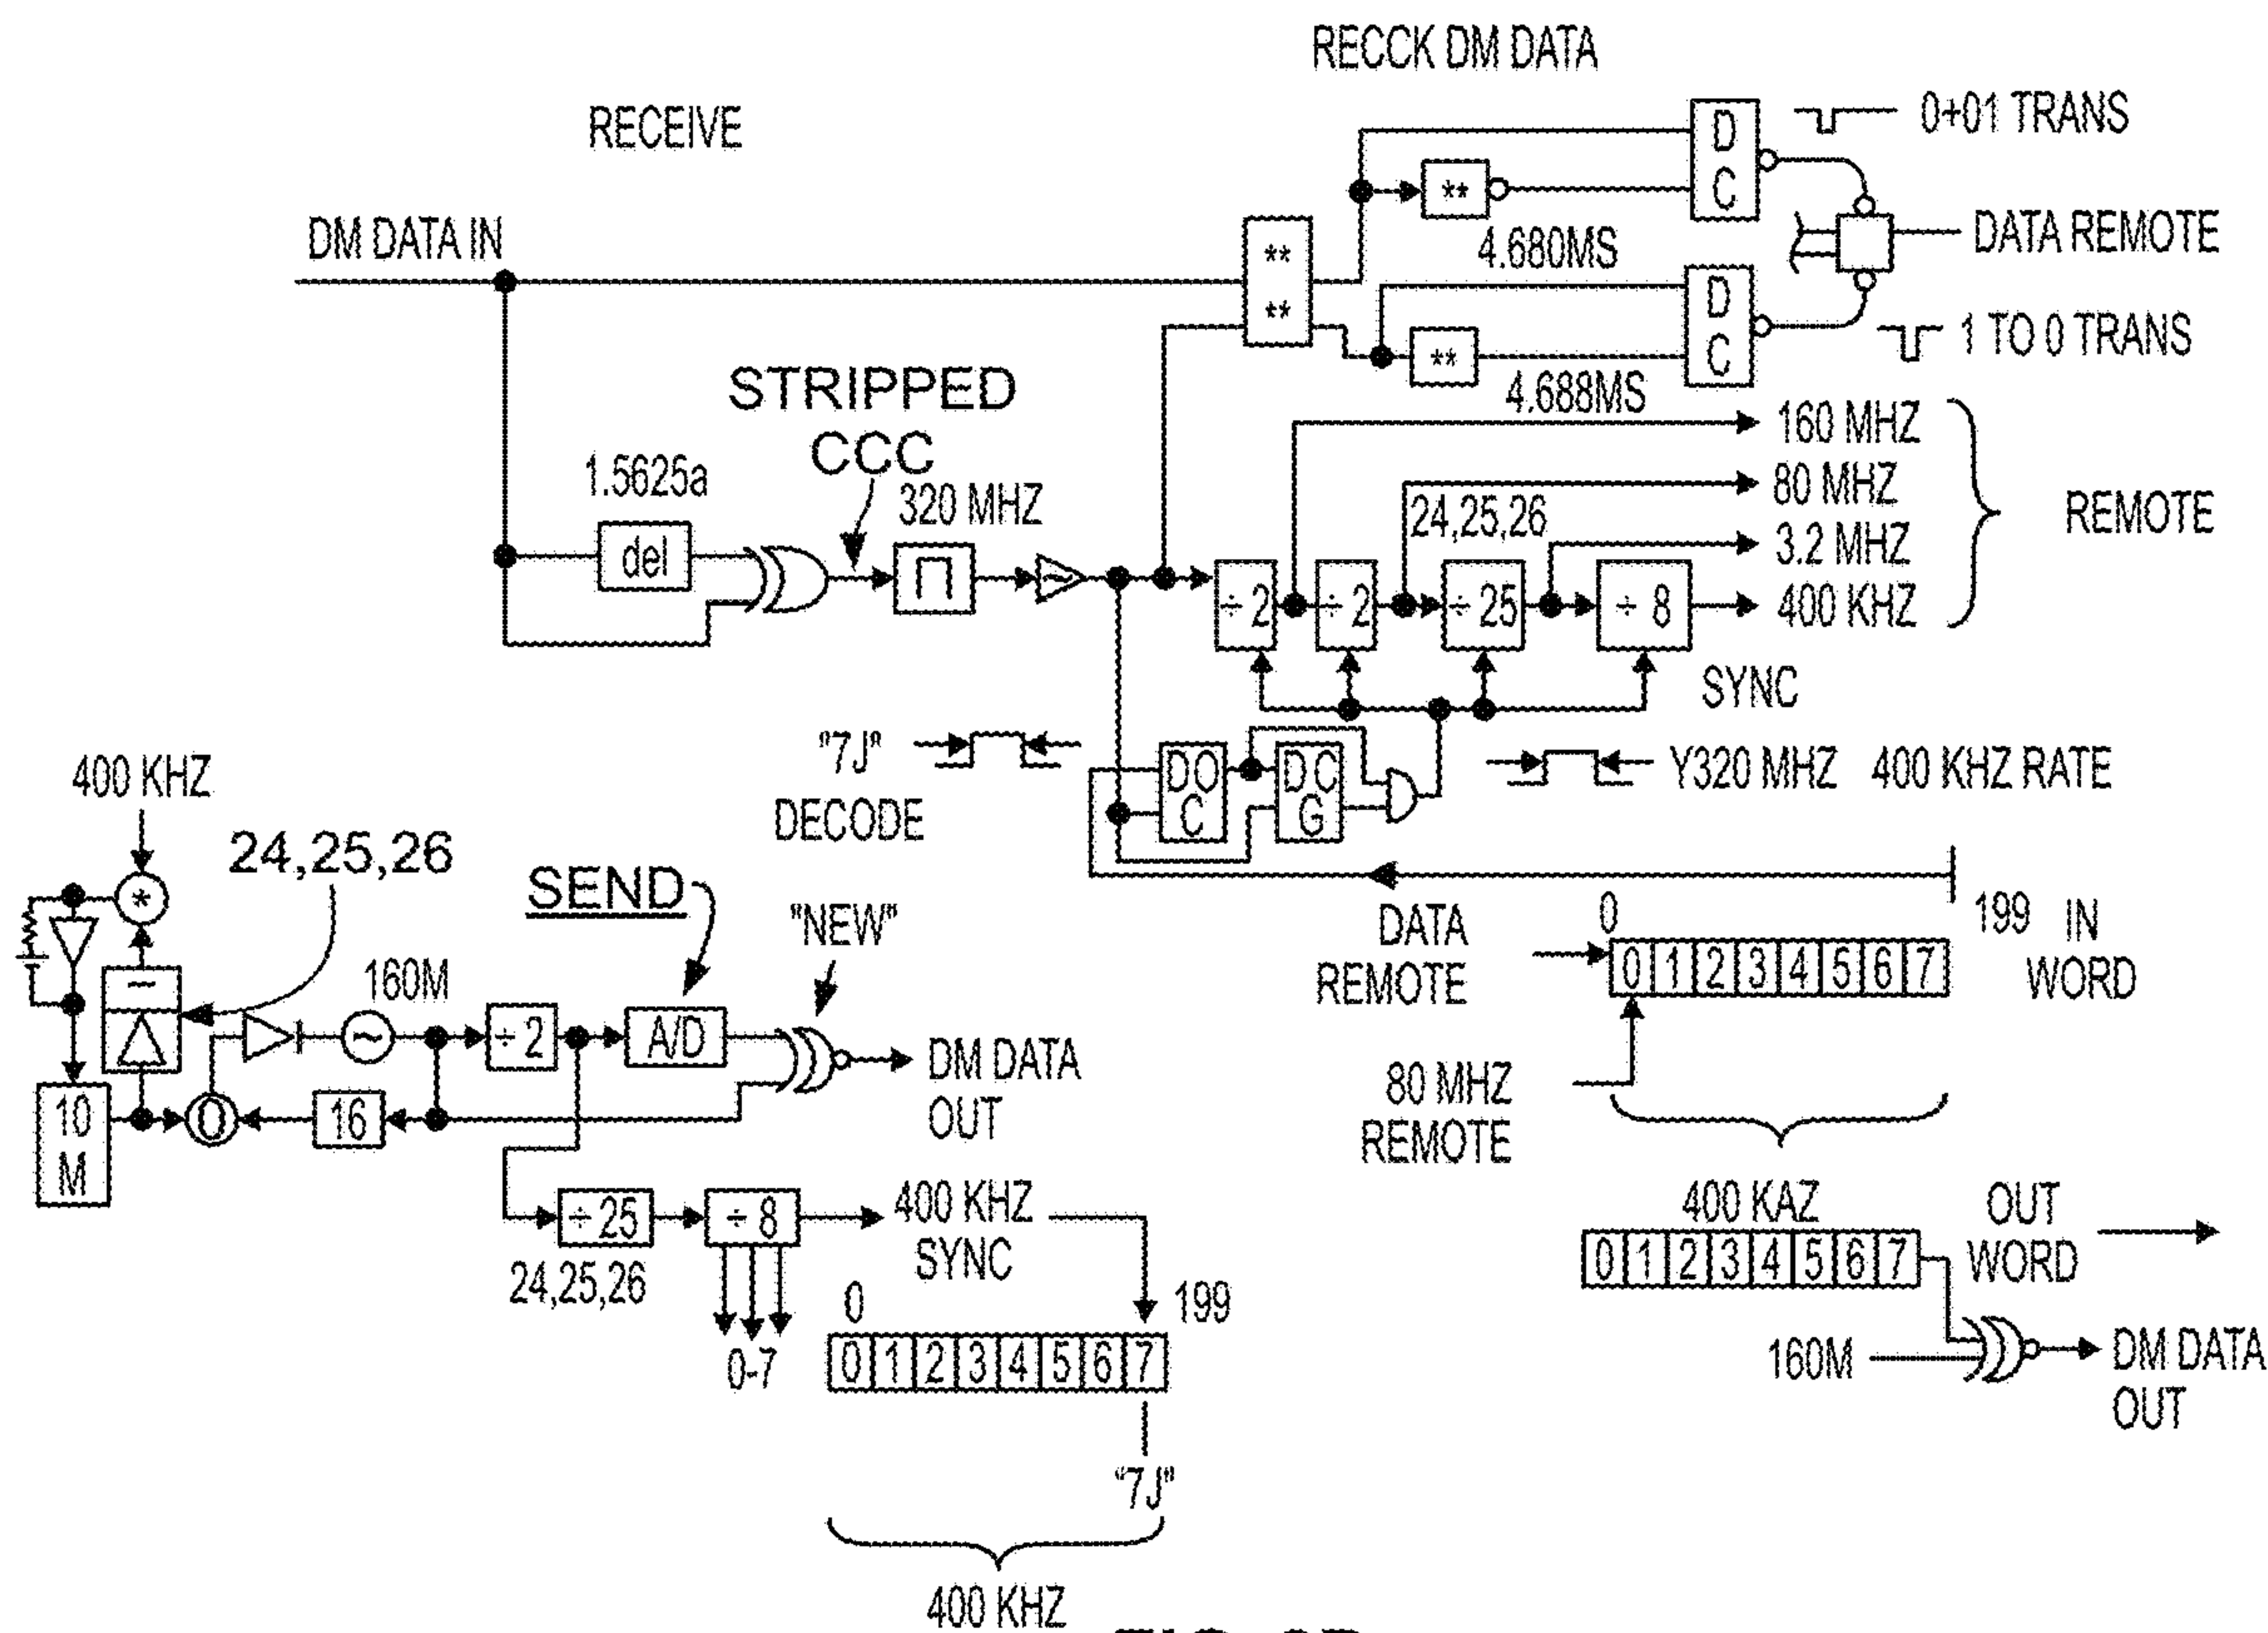 RECCK DM DATA
RECEIVE
D
C
0+01 TRANS
**
DM DATA IN
**
**
4.680MS
DATA REMOTE
D
C
1 TO 0 TRANS
**
4.688MS
STRIPPED
CCC
1.5625a
320 MHZ
160 MHZ
80 MHZ
24,25,26
3.2 MHZ
400 KHZ
REMOTE
del
~
÷ 2
÷ 2
÷ 25
÷ 8
SYNC
"7J"
DECODE
DO
C
DC
G
Y320 MHZ 400 KHZ RATE
400 KHZ
*
24,25,26
SEND
"NEW"
160M
~
÷ 2
A/D
DM DATA
OUT
10
M
0
16
DATA
REMOTE
0
199
IN
WORD
0 1 2 3 4 5 6 7
80 MHZ
REMOTE
÷ 25
÷ 8
400 KHZ
SYNC
24,25,26
0-7
0
199
0 1 2 3 4 5 6 7
"7J"
400 KHZ
400 KAZ
OUT
WORD
0 1 2 3 4 5 6 7
160M
DM DATA
OUT